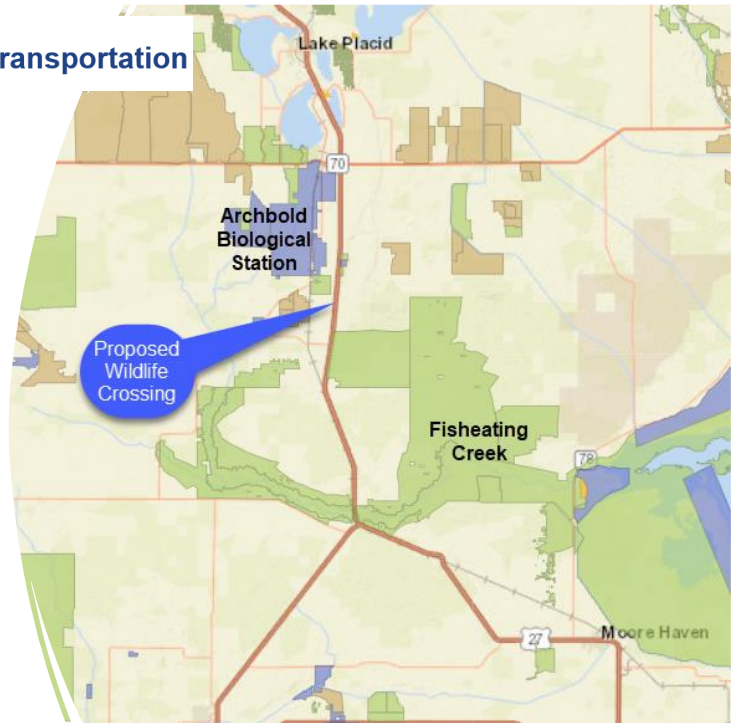 ransportation
Lake Placid
70
Archbold
Biological
Station
Proposed
Wildlife
Crossing
Fisheating
Creek
78
27
Moore Haven